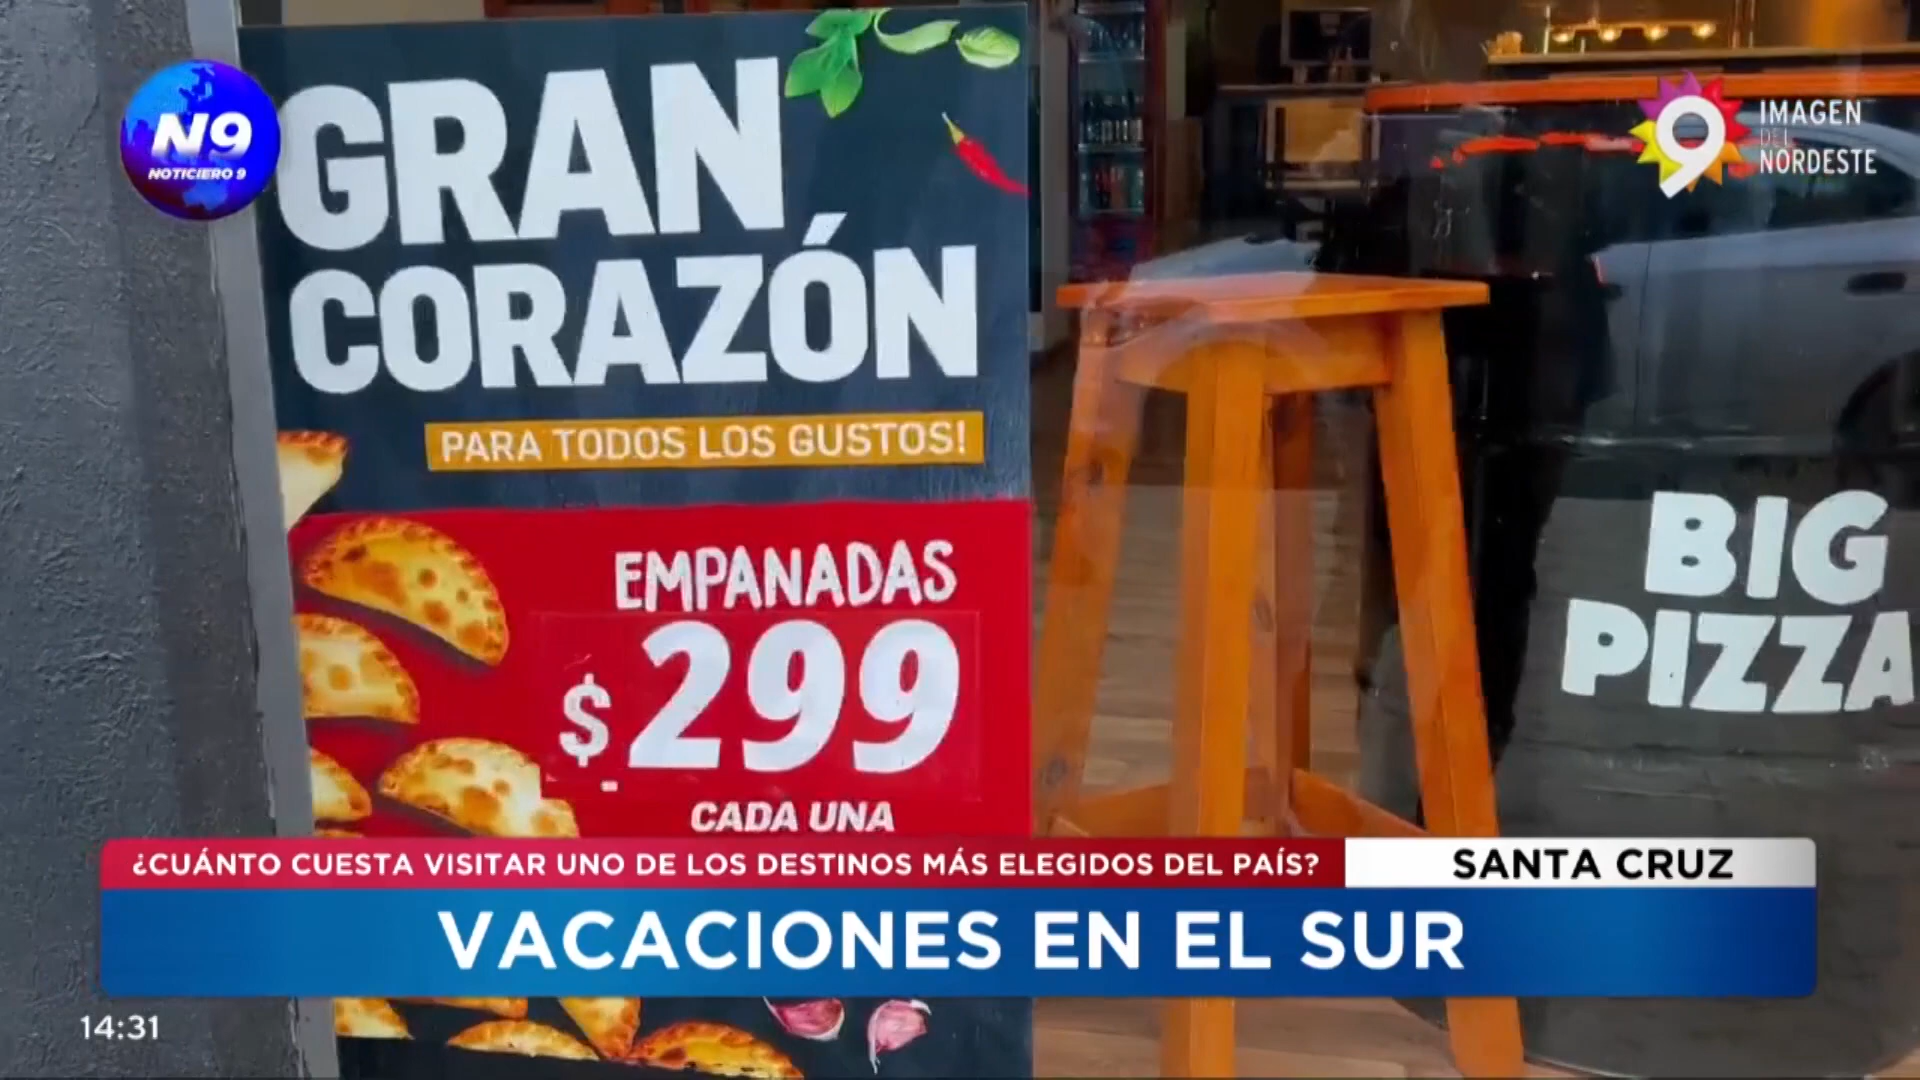 GRAN
CORAZÓN
PARA TODOS LOS GUSTOS!
EMPANADAS
$299
CADA UNA
N9
NOTICIERO 9
9 IMAGEN
DEL
NORDESTE
BIG
PIZZA
¿CUÁNTO CUESTA VISITAR UNO DE LOS DESTINOS MÁS ELEGIDOS DEL PAÍS?
SANTA CRUZ
VACACIONES EN EL SUR
14:31